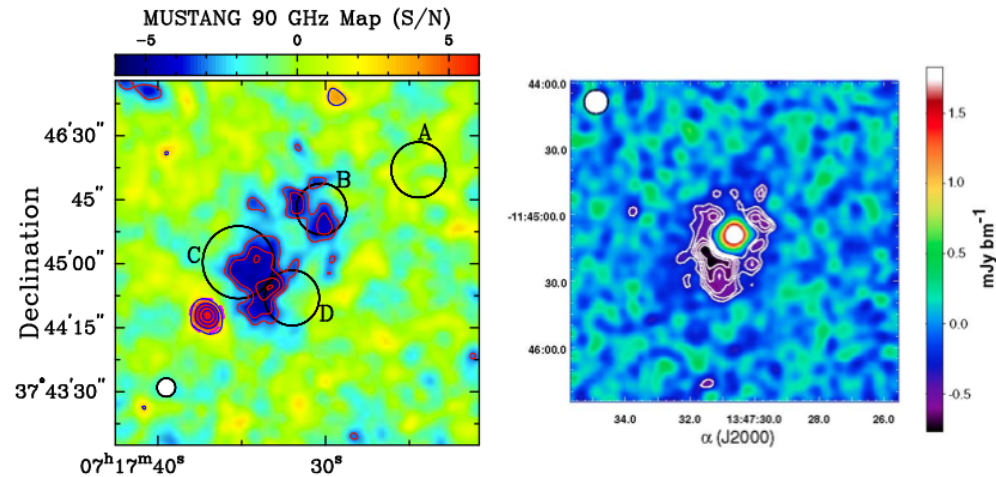 MUSTANG 90 GHz Map (S/N)
−5 0 5
46′30″
45″
45′00″
44′15″
37°43′30″
Declination
A
B
C
D
07ʰ17ᵐ40ˢ 30ˢ
44:00.0
30.0
-11:45:00.0
30.0
46:00.0
34.0 32.0 13:47:30.0 28.0 26.0
α (J2000)
1.5
1.0
0.5
0.0
-0.5
mJy bm⁻¹